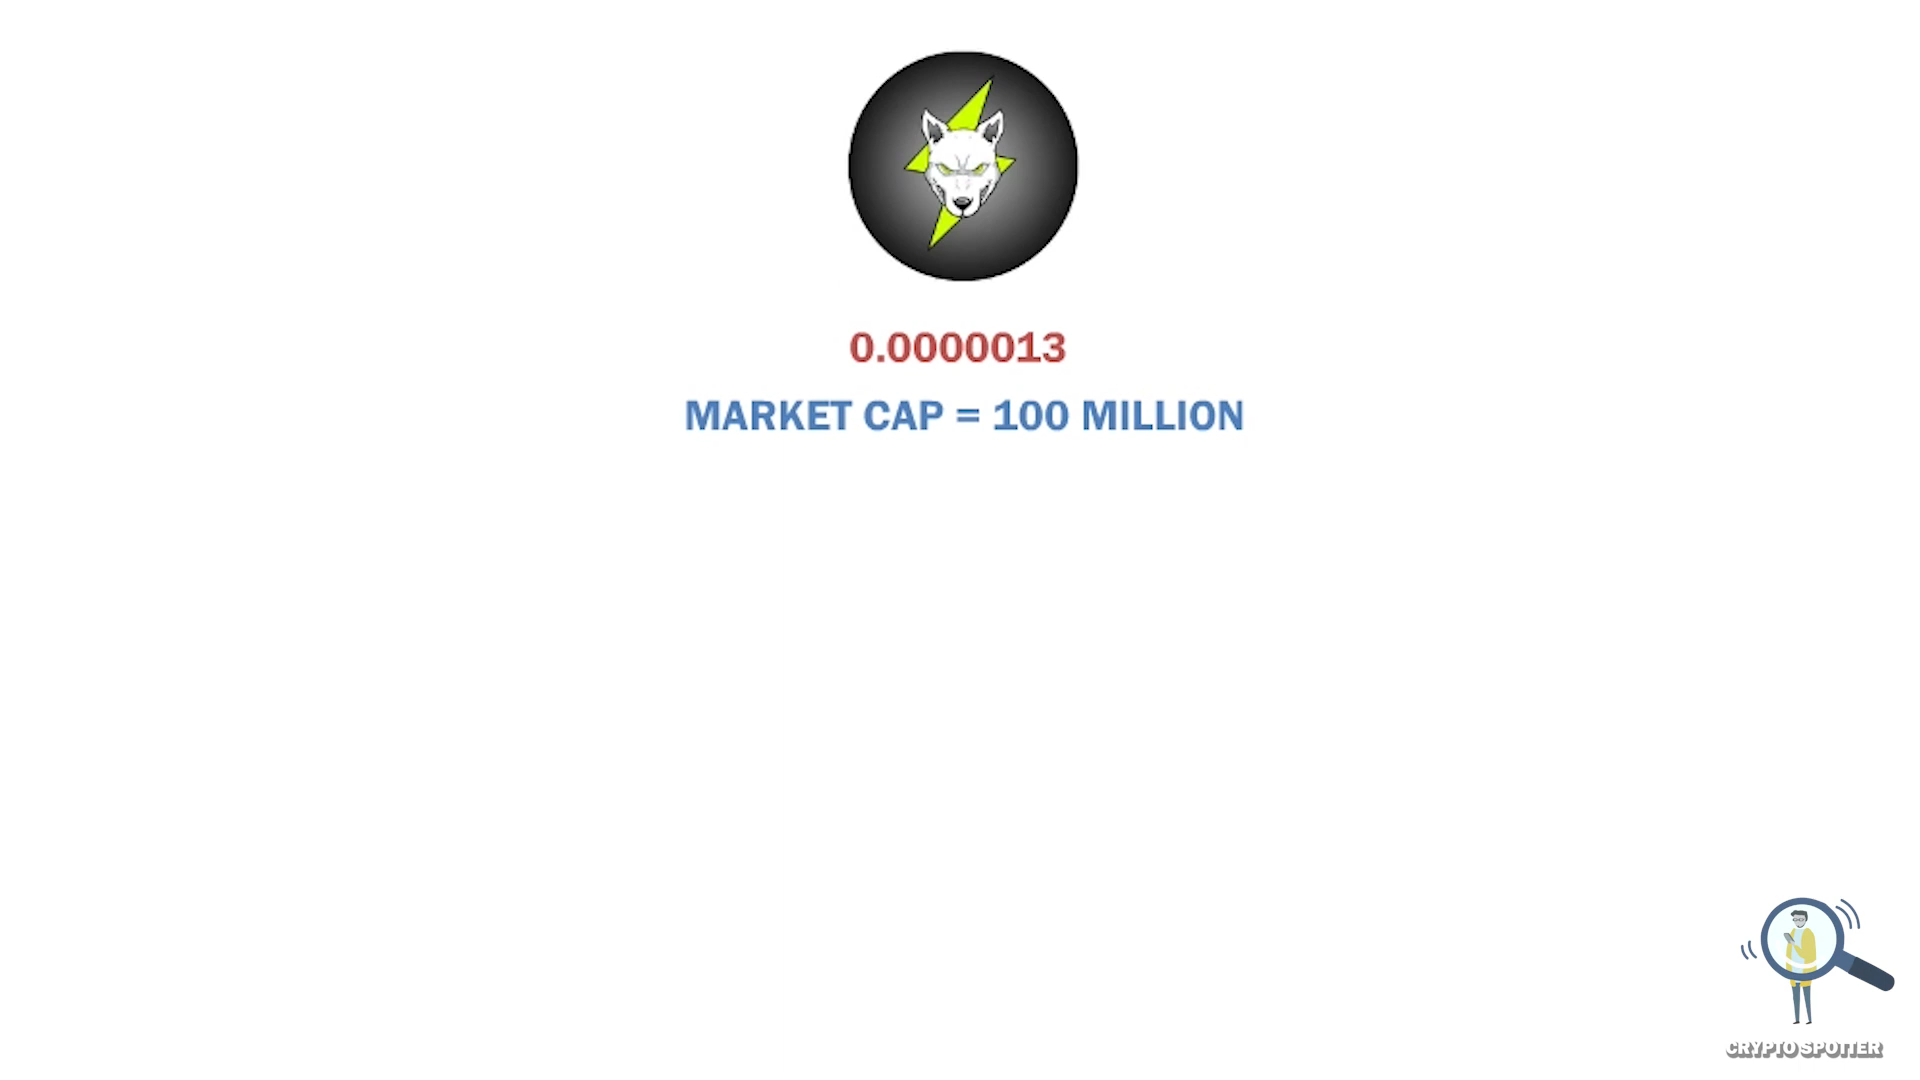 0.0000013
MARKET CAP = 100 MILLION
CRYPTO SPOTTER